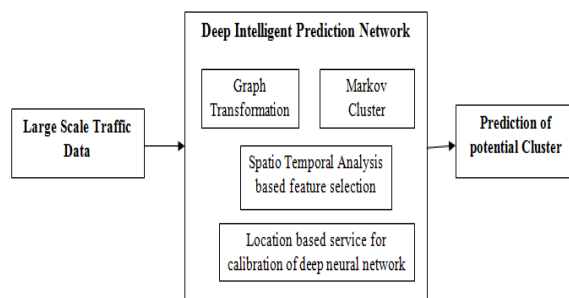 Deep Intelligent Prediction Network
Graph
Transformation
Markov
Cluster
Large Scale Traffic
Data
Prediction of
potential Cluster
Spatio Temporal Analysis
based feature selection
Location based service for
calibration of deep neural network